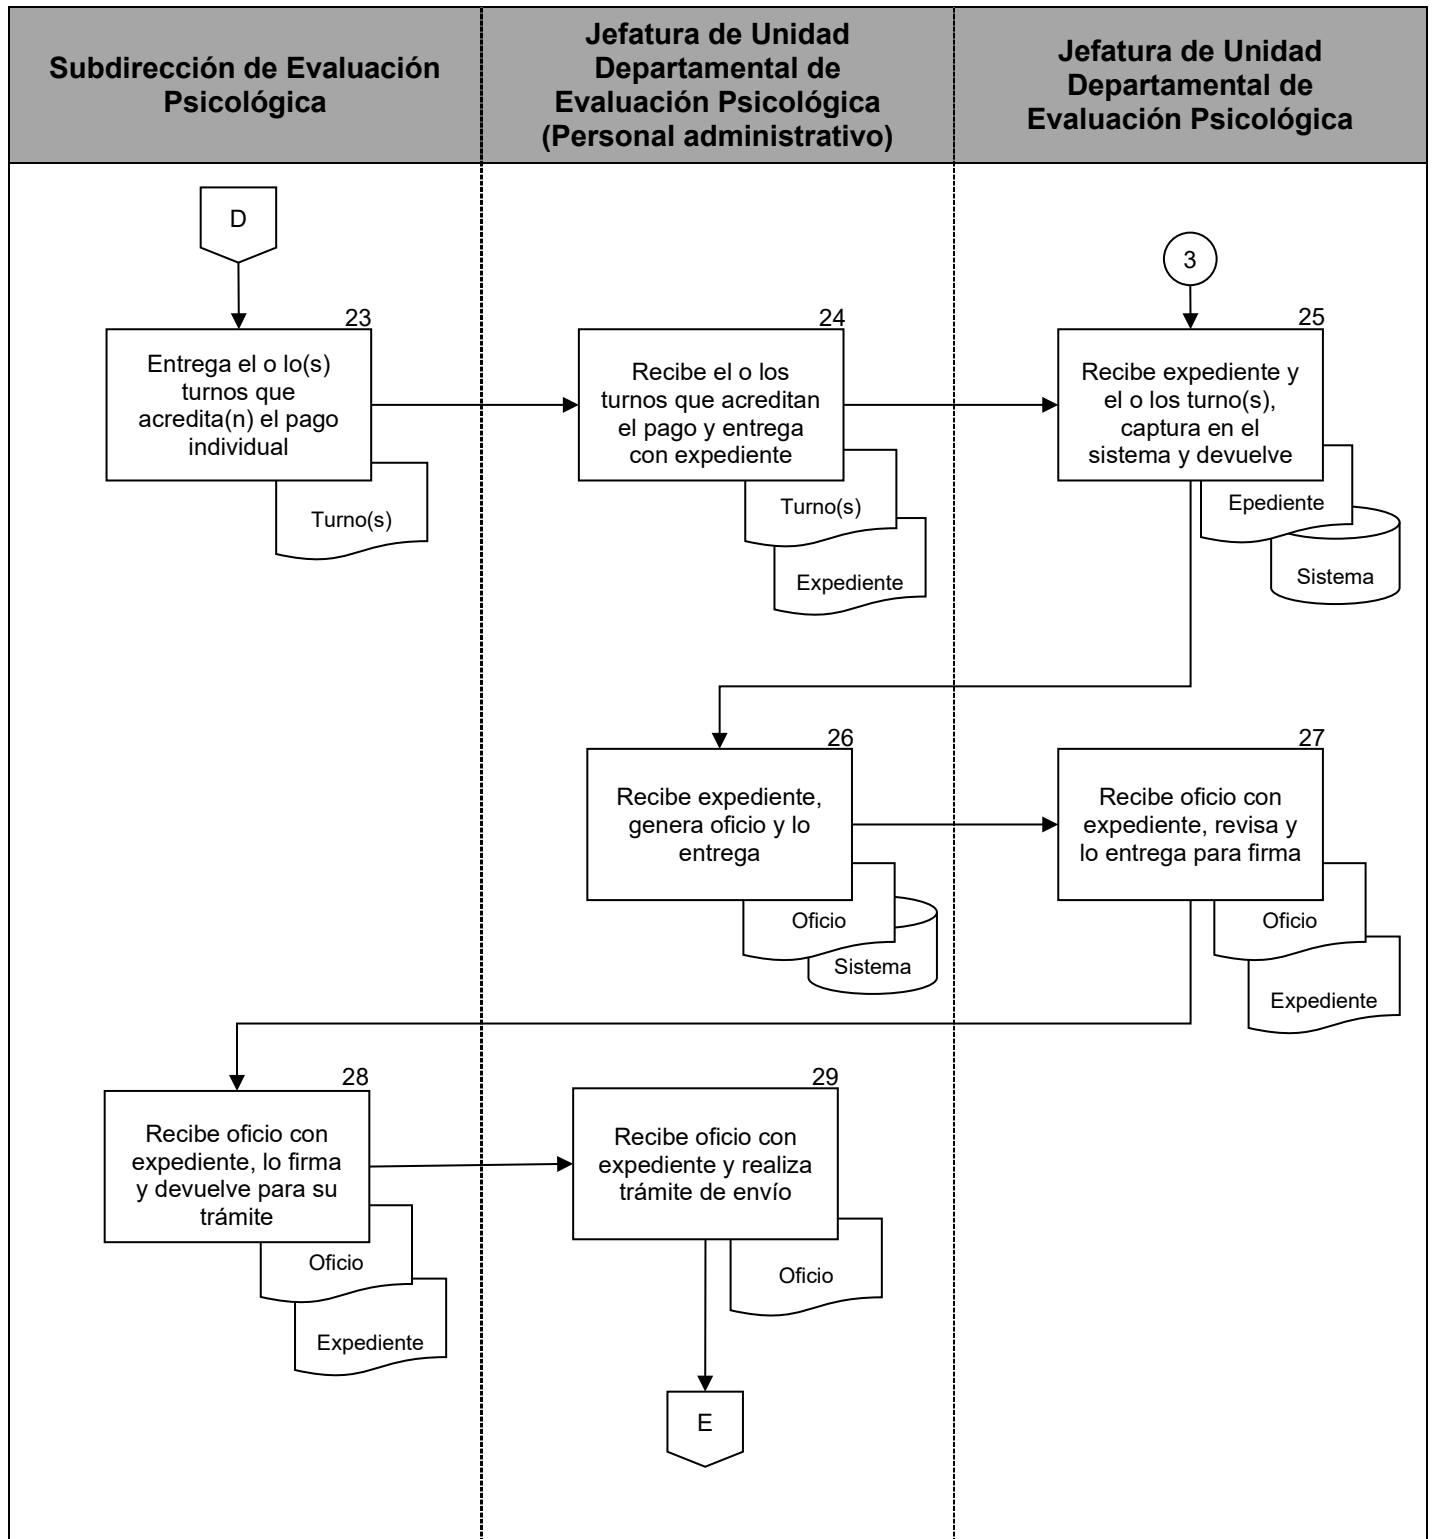 Subdirección de Evaluación
Psicológica
Jefatura de Unidad
Departamental de
Evaluación Psicológica
(Personal administrativo)
Jefatura de Unidad
Departamental de
Evaluación Psicológica
D
3
23
Entrega el o lo(s)
turnos que
acredita(n) el pago
individual
Turno(s)
24
Recibe el o los
turnos que acreditan
el pago y entrega
con expediente
Turno(s)
Expediente
25
Recibe expediente y
el o los turno(s),
captura en el
sistema y devuelve
Epediente
Sistema
26
Recibe expediente,
genera oficio y lo
entrega
Oficio
Sistema
27
Recibe oficio con
expediente, revisa y
lo entrega para firma
Oficio
Expediente
28
Recibe oficio con
expediente, lo firma
y devuelve para su
trámite
Oficio
Expediente
29
Recibe oficio con
expediente y realiza
trámite de envío
Oficio
E